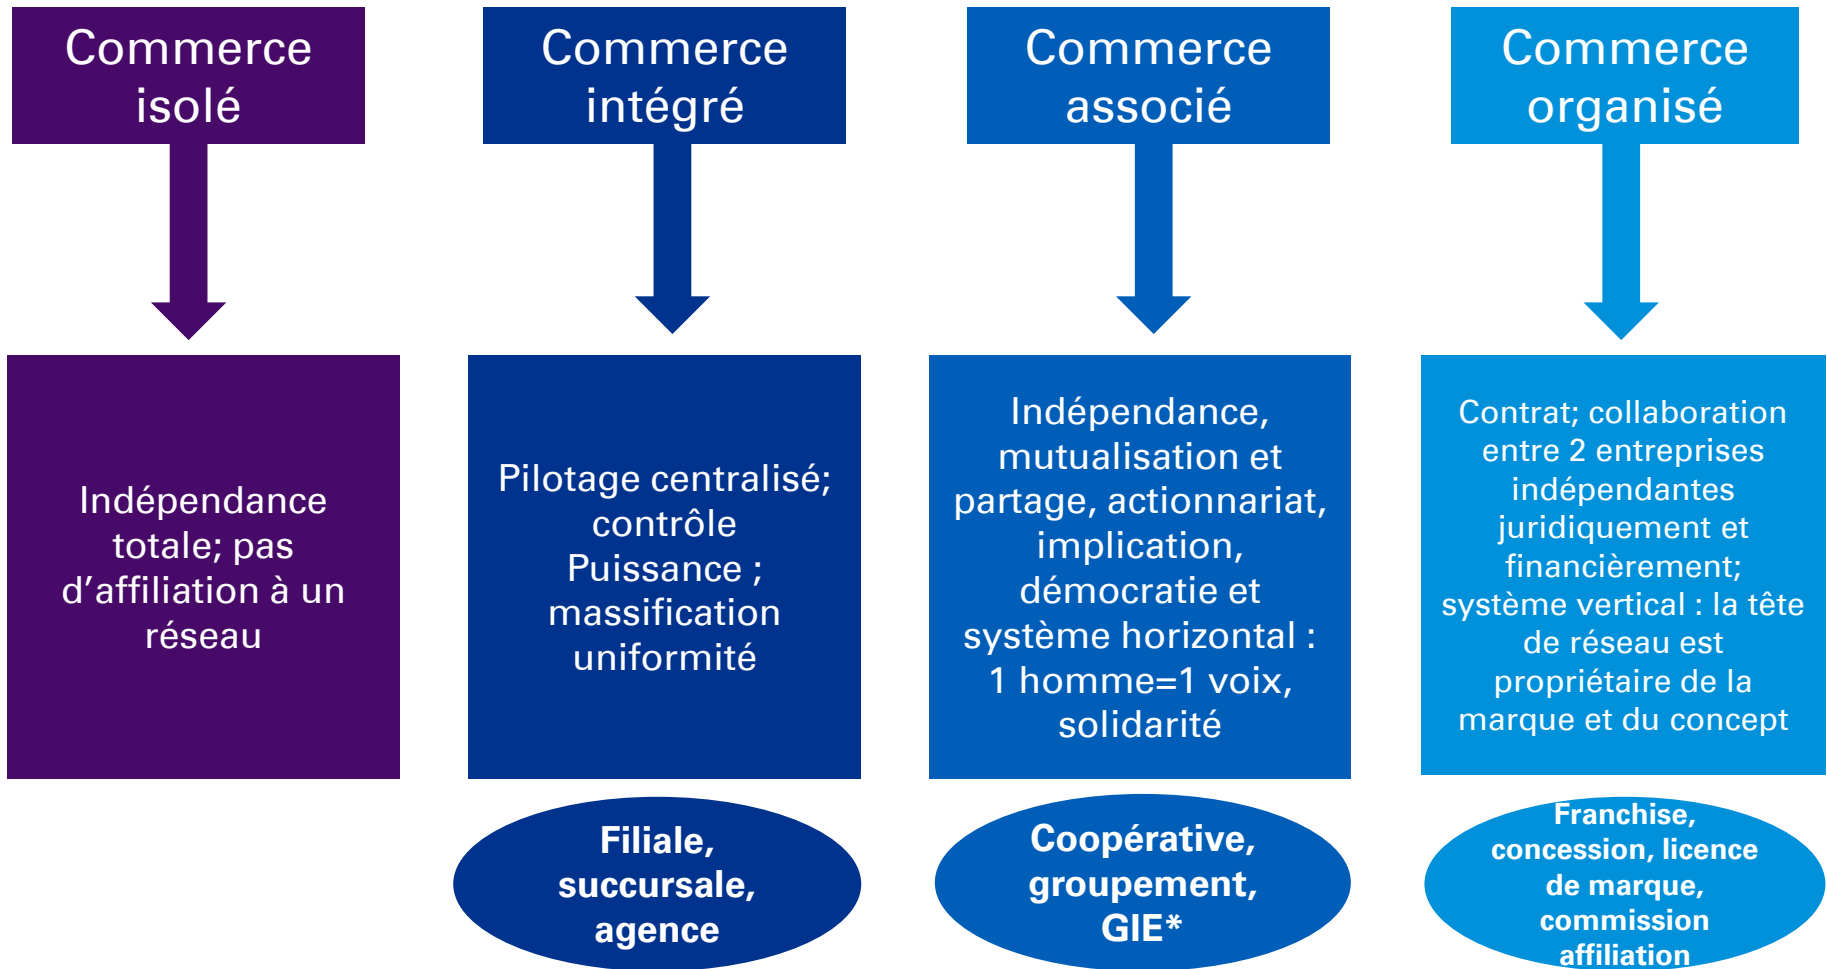 Commerce
isolé
Commerce
intégré
Commerce
associé
Commerce
organisé
Indépendance
totale; pas
d’affiliation à un
réseau
Pilotage centralisé;
contrôle
Puissance ;
massification
uniformité
Indépendance,
mutualisation et
partage, actionnariat,
implication,
démocratie et
système horizontal :
1 homme=1 voix,
solidarité
Contrat; collaboration
entre 2 entreprises
indépendantes
juridiquement et
financièrement;
système vertical : la tête
de réseau est
propriétaire de la
marque et du concept
Filiale,
succursale,
agence
Coopérative,
groupement,
GIE*
Franchise,
concession, licence
de marque,
commission
affiliation